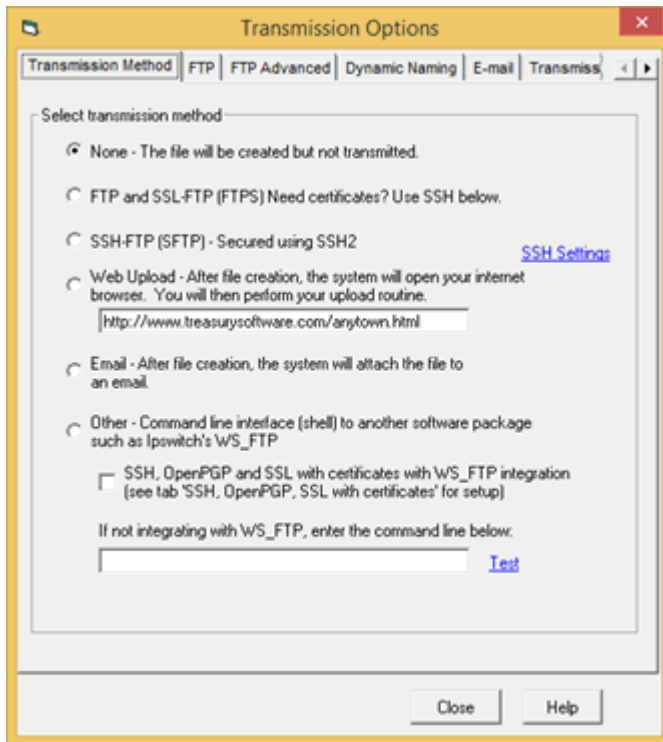 Transmission Options
Transmission Method FTP FTP Advanced Dynamic Naming E-mail Transmiss
Select transmission method
None - The file will be created but not transmitted.
FTP and SSL-FTP (FTPS) Need certificates? Use SSH below.
SSH-FTP (SFTP) - Secured using SSH2
SSH Settings
Web Upload - After file creation, the system will open your internet
browser. You will then perform your upload routine.
http://www.treasurysoftware.com/anytown.html
Email - After file creation, the system will attach the file to
an email.
Other - Command line interface (shell) to another software package
such as Ipswitch's WS_FTP
SSH, OpenPGP and SSL with certificates with WS_FTP integration
(see tab 'SSH, OpenPGP, SSL with certificates' for setup)
If not integrating with WS_FTP, enter the command line below:
Test
Close Help